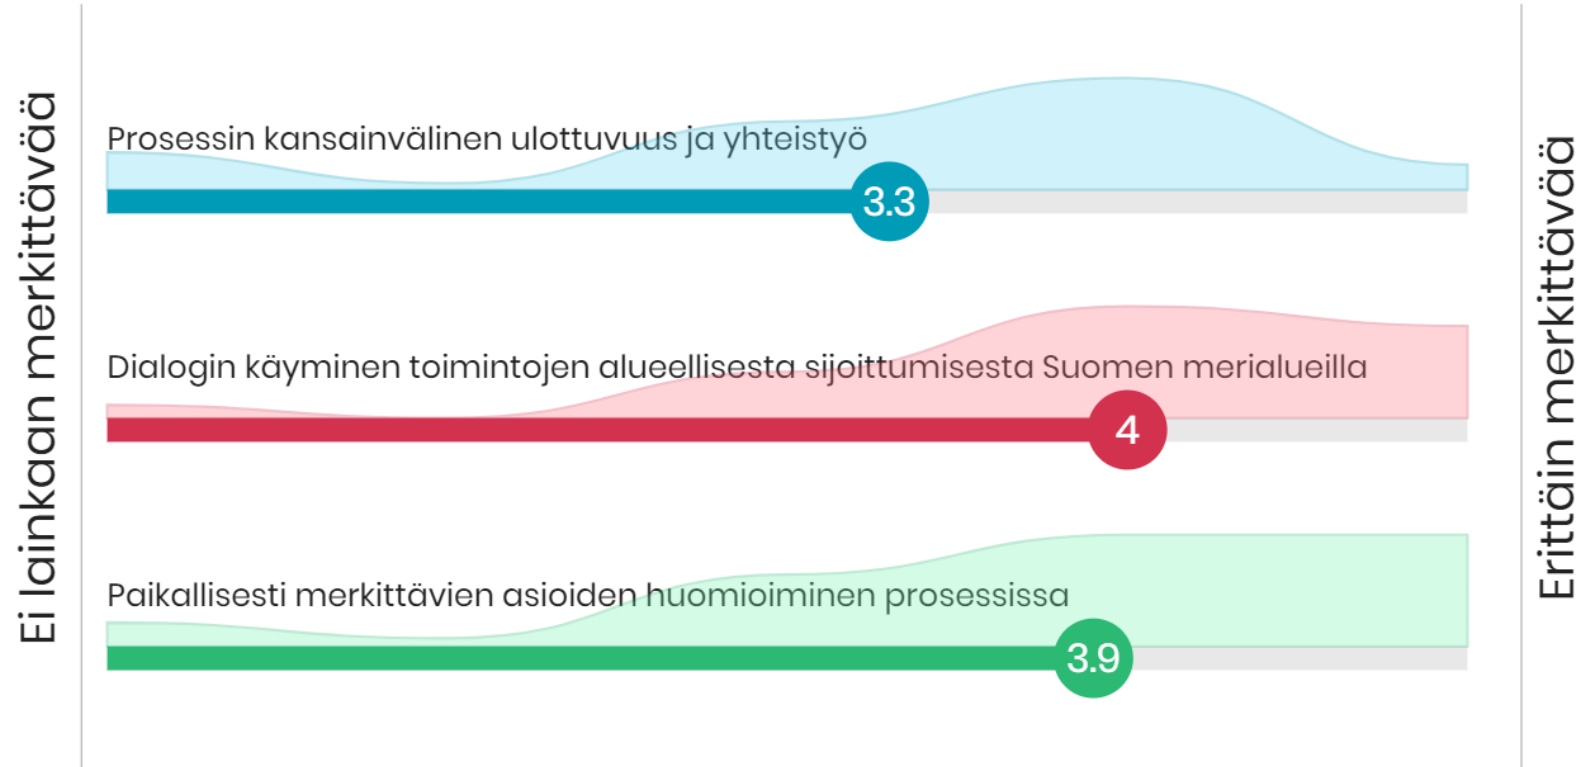 Ei lainkaan merkittävää
Prosessin kansainvälinen ulottuvuus ja yhteistyö
3.3
Dialogin käyminen toimintojen alueellisesta sijoittumisesta Suomen merialueilla
4
Paikallisesti merkittävien asioiden huomioiminen prosessissa
3.9
Erittäin merkittävää